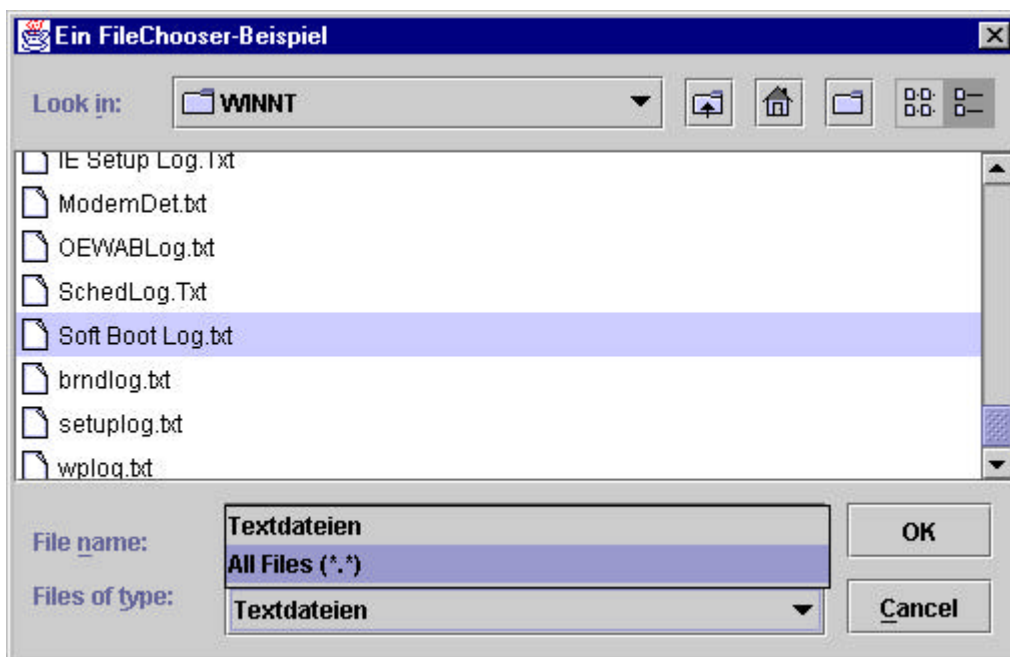 Ein FileChooser-Beispiel
Look in:
WINNT
IE Setup Log.Txt
ModemDet.txt
OEWABLog.txt
SchedLog.Txt
Soft Boot Log.txt
brndlog.txt
setuplog.txt
wplog.txt
File name:
Textdateien
All Files (*.*)
OK
Files of type:
Textdateien
Cancel